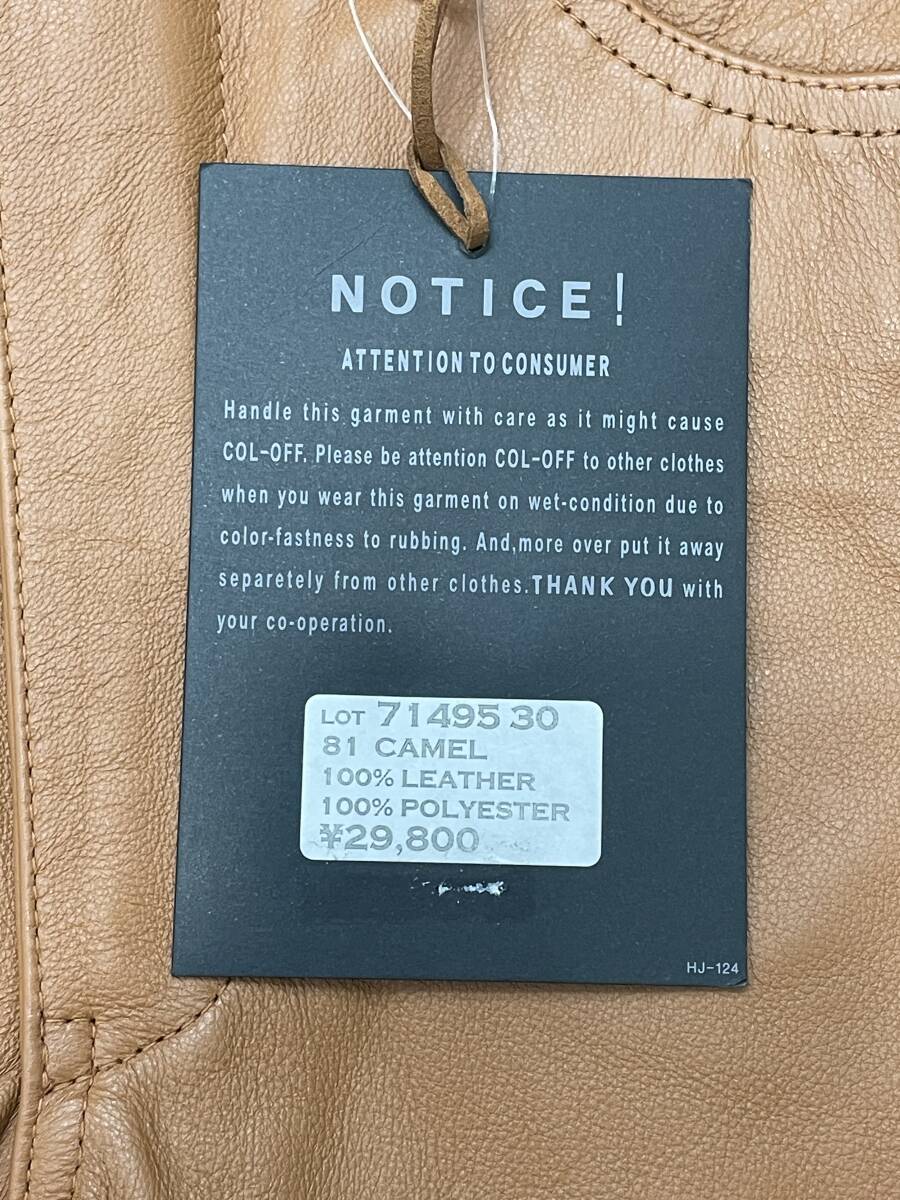 NOTICE!
ATTENTION TO CONSUMER
Handle this garment with care as it might cause
COL-OFF. Please be attention COL-OFF to other clothes
when you wear this garment on wet-condition due to
color-fastness to rubbing. And,more over put it away
separetely from other clothes.THANK YOU with
your co-operation.
LOT 71495 30
81 CAMEL
100% LEATHER
100% POLYESTER
¥29,800
HJ-124